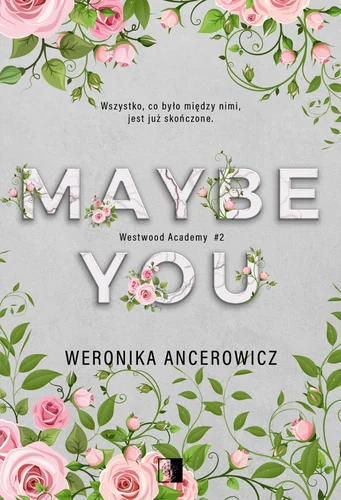 Wszystko, co było między nimi,
jest już skończone.
MAYBE
Westwood Academy #2
YOU
WERONIKA ANCEROWICZ